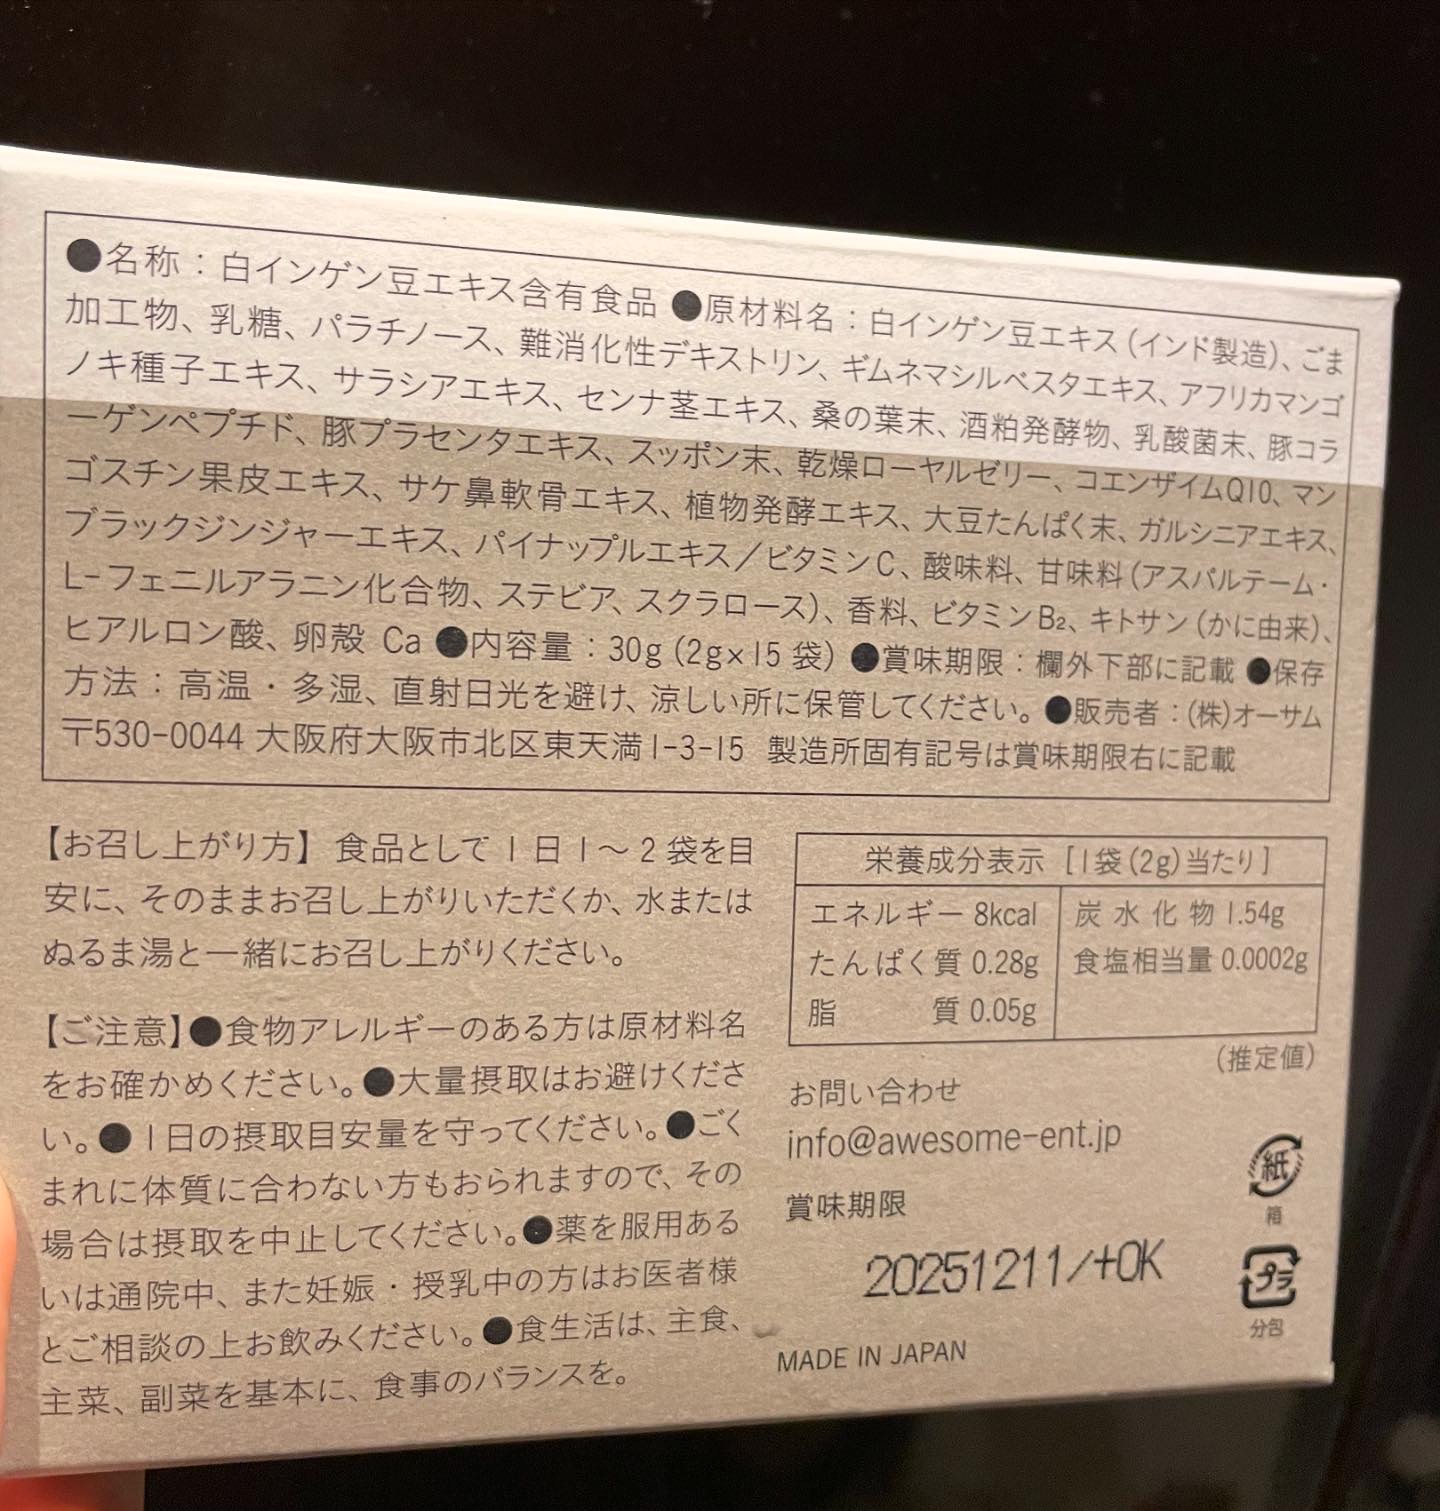 ●名称：白インゲン豆エキス含有食品 ●原材料名：白インゲン豆エキス（インド製造）、ごま
加工物、乳糖、パラチノース、難消化性デキストリン、ギムネマシルベスタエキス、アフリカマンゴ
ノキ種子エキス、サラシアエキス、センナ茎エキス、桑の葉末、酒粕発酵物、乳酸菌末、豚コラ
ーゲンペプチド、豚プラセンタエキス、スッポン末、乾燥ローヤルゼリー、コエンザイムQ10、マン
ゴスチン果皮エキス、サケ鼻軟骨エキス、植物発酵エキス、大豆たんぱく末、ガルシニアエキス、
ブラックジンジャーエキス、パイナップルエキス／ビタミンC、酸味料、甘味料（アスパルテーム・
L-フェニルアラニン化合物、ステビア、スクラロース）、香料、ビタミンB₂、キトサン（かに由来）、
ヒアルロン酸、卵殻 Ca ●内容量：30g（2g×15 袋）●賞味期限：欄外下部に記載 ●保存
方法：高温・多湿、直射日光を避け、涼しい所に保管してください。●販売者：(株)オーサム
〒530-0044 大阪府大阪市北区東天満1-3-15 製造所固有記号は賞味期限右に記載
【お召し上がり方】食品として1日1～2袋を目
安に、そのままお召し上がりいただくか、水または
ぬるま湯と一緒にお召し上がりください。
【ご注意】●食物アレルギーのある方は原材料名
をお確かめください。●大量摂取はお避けくださ
い。●1日の摂取目安量を守ってください。●ごく
まれに体質に合わない方もおられますので、その
場合は摂取を中止してください。●薬を服用ある
いは通院中、また妊娠・授乳中の方はお医者様
とご相談の上お飲みください。●食生活は、主食、
主菜、副菜を基本に、食事のバランスを。
栄養成分表示［1袋（2g）当たり］
エネルギー 8kcal 炭水化物 1.54g
たんぱく質 0.28g 食塩相当量 0.0002g
脂質 0.05g
（推定値）
お問い合わせ
info@awesome-ent.jp
賞味期限
20251211/+OK
MADE IN JAPAN
紙
箱
プラ
分包